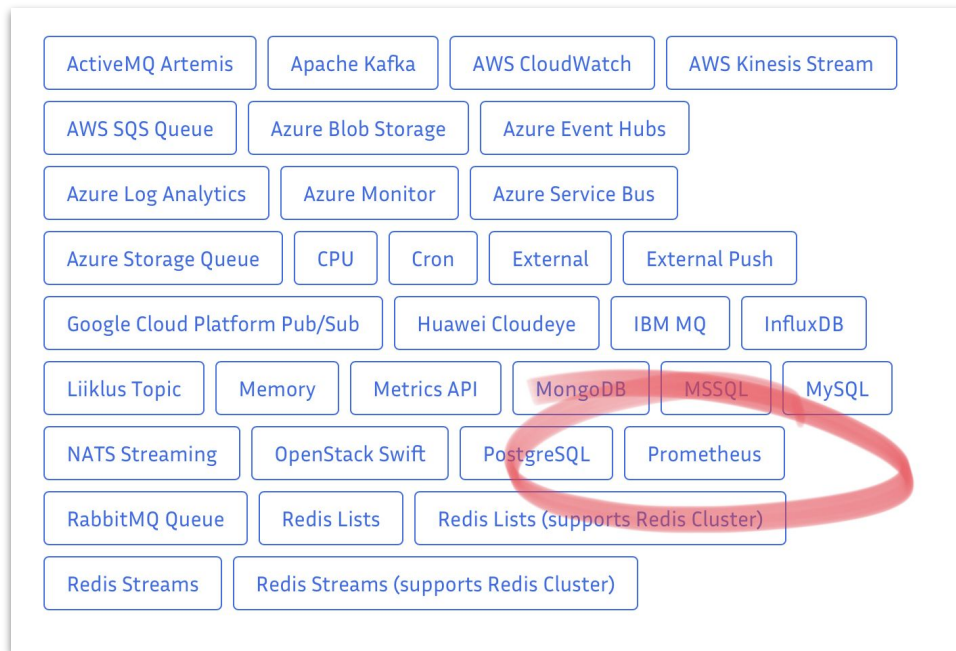 ActiveMQ Artemis Apache Kafka AWS CloudWatch AWS Kinesis Stream
AWS SQS Queue Azure Blob Storage Azure Event Hubs
Azure Log Analytics Azure Monitor Azure Service Bus
Azure Storage Queue CPU Cron External External Push
Google Cloud Platform Pub/Sub Huawei Cloudeye IBM MQ InfluxDB
Liiklus Topic Memory Metrics API MongoDB MSSQL MySQL
NATS Streaming OpenStack Swift PostgreSQL Prometheus
RabbitMQ Queue Redis Lists Redis Lists (supports Redis Cluster)
Redis Streams Redis Streams (supports Redis Cluster)